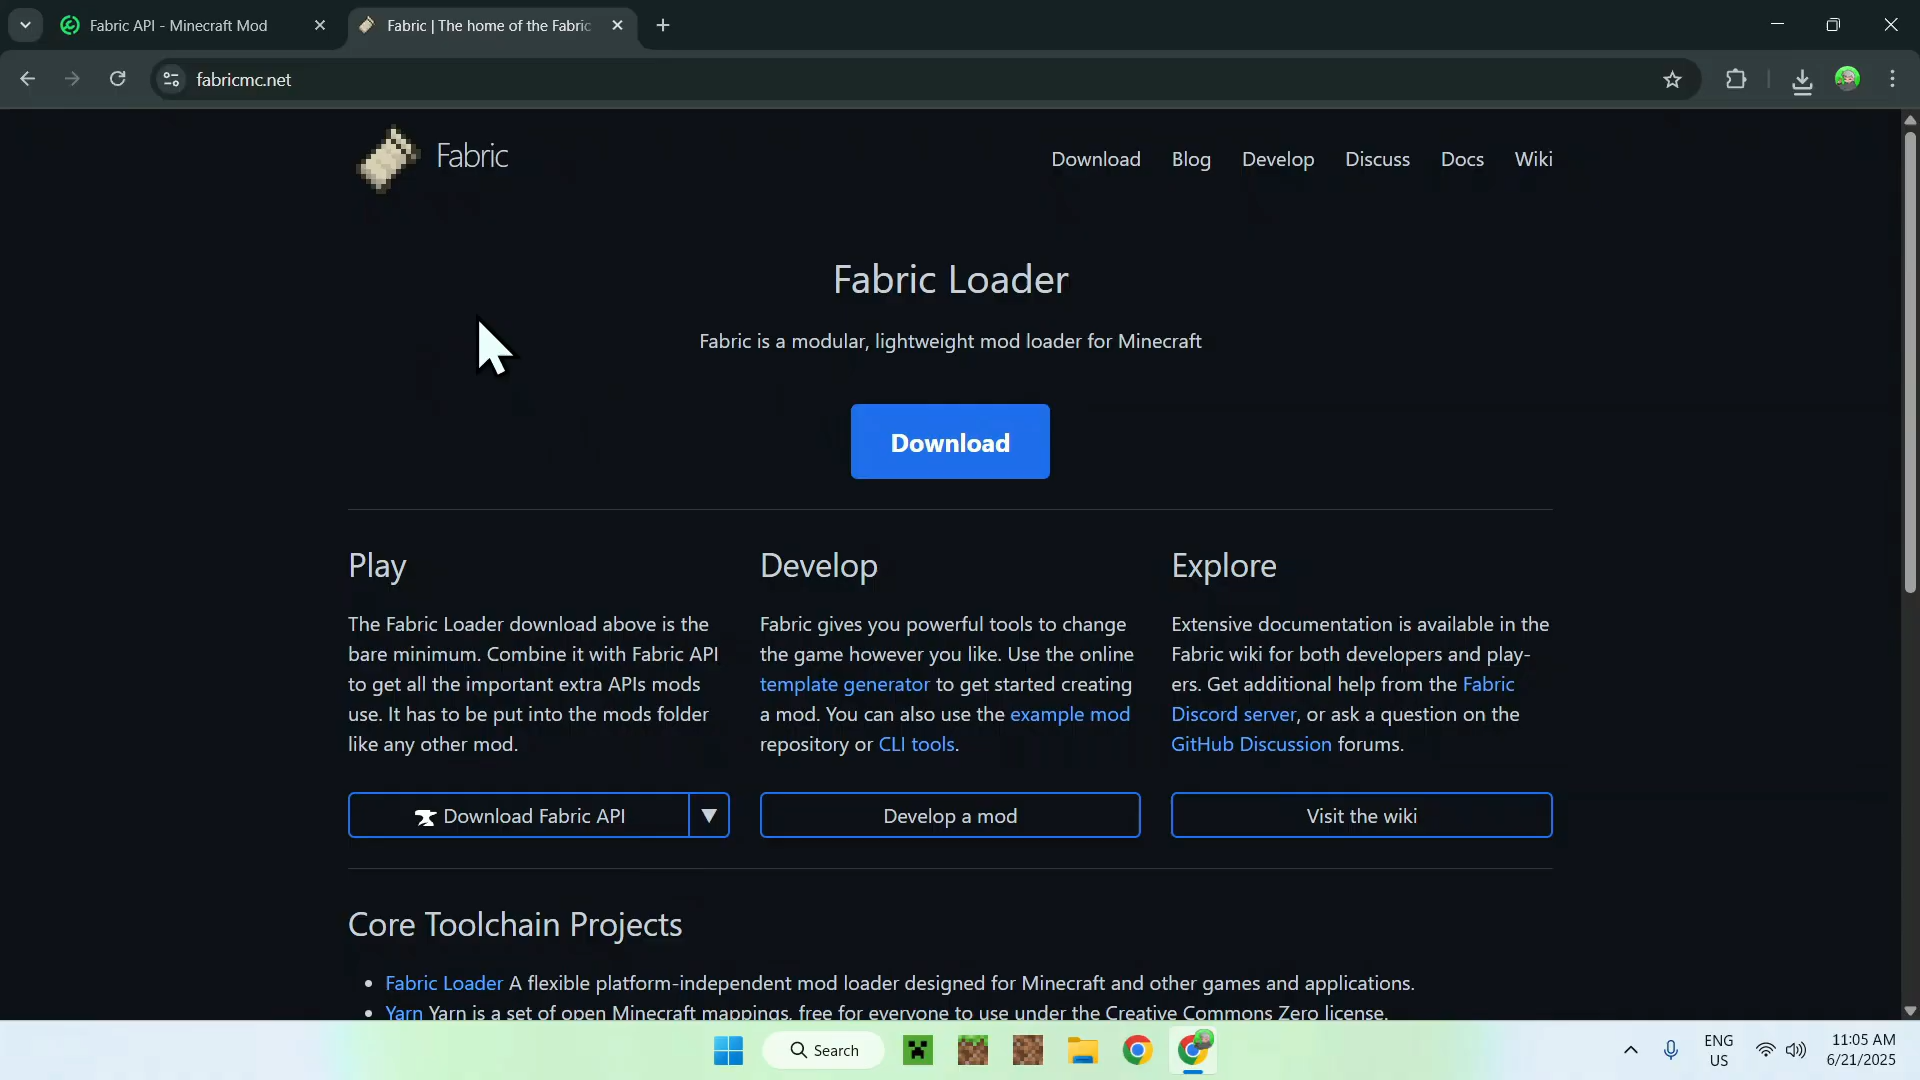 Fabric API - Minecraft Mod
Fabric | The home of the Fabric
fabricmc.net
Fabric
Download
Blog
Develop
Discuss
Docs
Wiki
Fabric Loader
Fabric is a modular, lightweight mod loader for Minecraft
Download
Play
The Fabric Loader download above is the
bare minimum. Combine it with Fabric API
to get all the important extra APIs mods
use. It has to be put into the mods folder
like any other mod.
Download Fabric API
Develop
Fabric gives you powerful tools to change
the game however you like. Use the online
template generator to get started creating
a mod. You can also use the example mod
repository or CLI tools.
Develop a mod
Explore
Extensive documentation is available in the
Fabric wiki for both developers and play-
ers. Get additional help from the Fabric
Discord server, or ask a question on the
GitHub Discussion forums.
Visit the wiki
Core Toolchain Projects
• Fabric Loader A flexible platform-independent mod loader designed for Minecraft and other games and applications.
• Yarn Yarn is a set of open Minecraft mappings, free for everyone to use under the Creative Commons Zero license.
Search
ENG
US
11:05 AM
6/21/2025